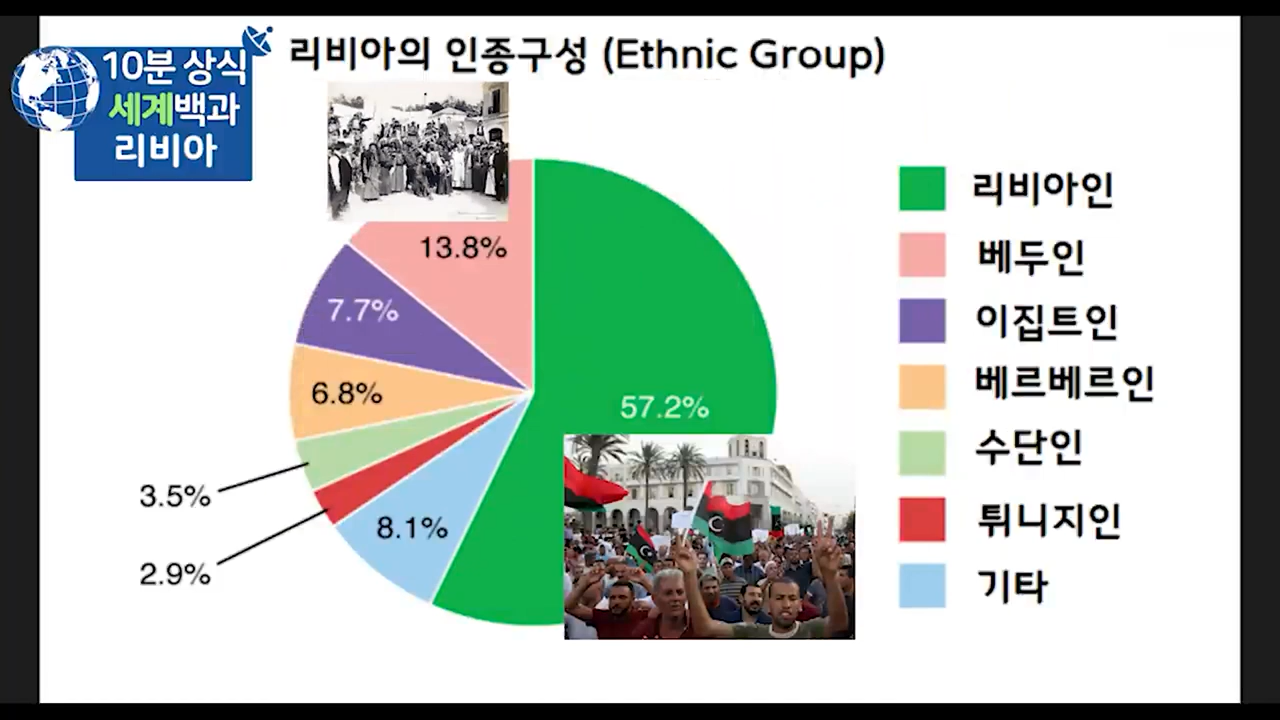 10분 상식
세계백과
리비아
리비아의 인종구성 (Ethnic Group)
13.8%
7.7%
6.8%
57.2%
3.5%
8.1%
2.9%
리비아인
베두인
이집트인
베르베르인
수단인
튀니지인
기타